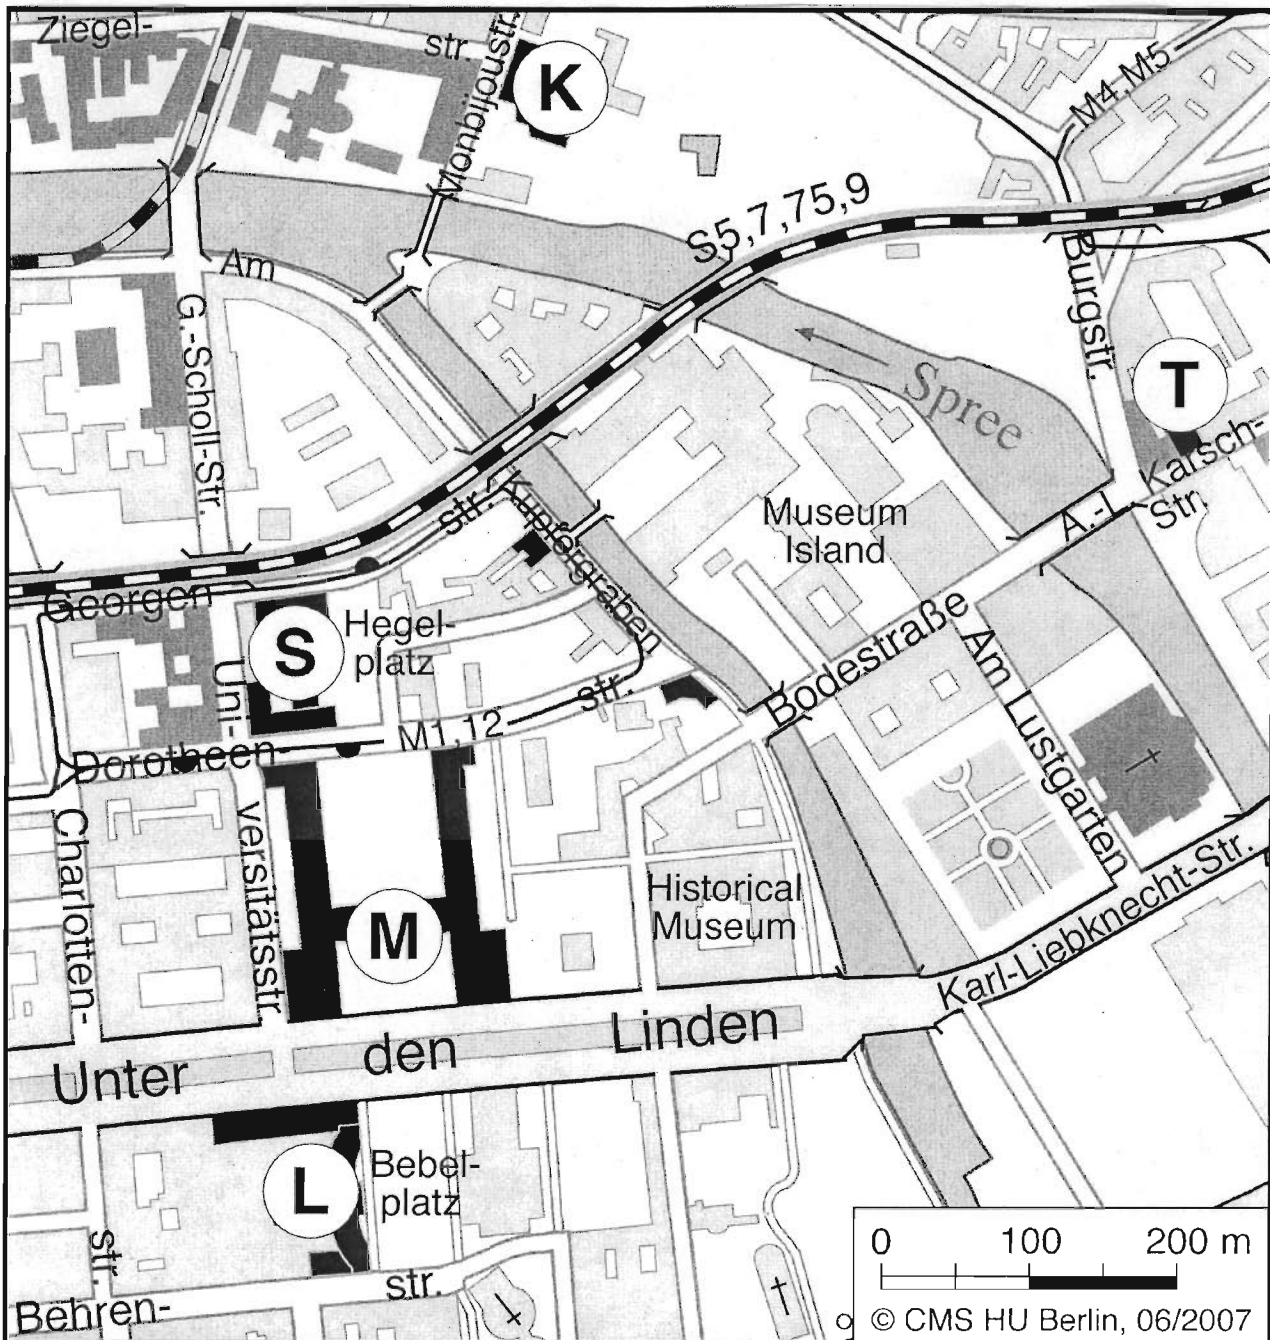 Ziegel-
str.
Monbijoustr.
K
M4,M5
S5,7,75,9
Am
Burgstr.
G.-Scholl-Str.
T
Spree
Karsch-
Str.
A.-L
Museum
Island
str.
Kupfergraben
Georgen
S
Hegel-
platz
Uni-
Bodestraße
Am Lustgarten
str.
M1,12
Dorotheen-
Charlotten-
versitätsstr
M
Historical
Museum
Karl-Liebknecht-Str.
Unter den Linden
L
Bebel-
platz
str.
str.
Behren-
0 100 200 m
© CMS HU Berlin, 06/2007